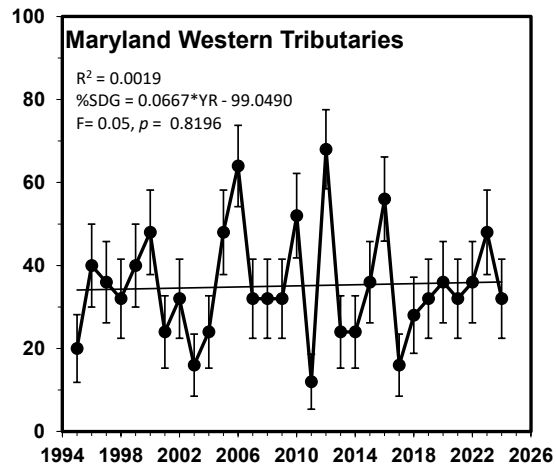 100
Maryland Western Tributaries
R² = 0.0019
%SDG = 0.0667*YR - 99.0490
F= 0.05, p = 0.8196
80
60
40
20
0
1994 1998 2002 2006 2010 2014 2018 2022 2026